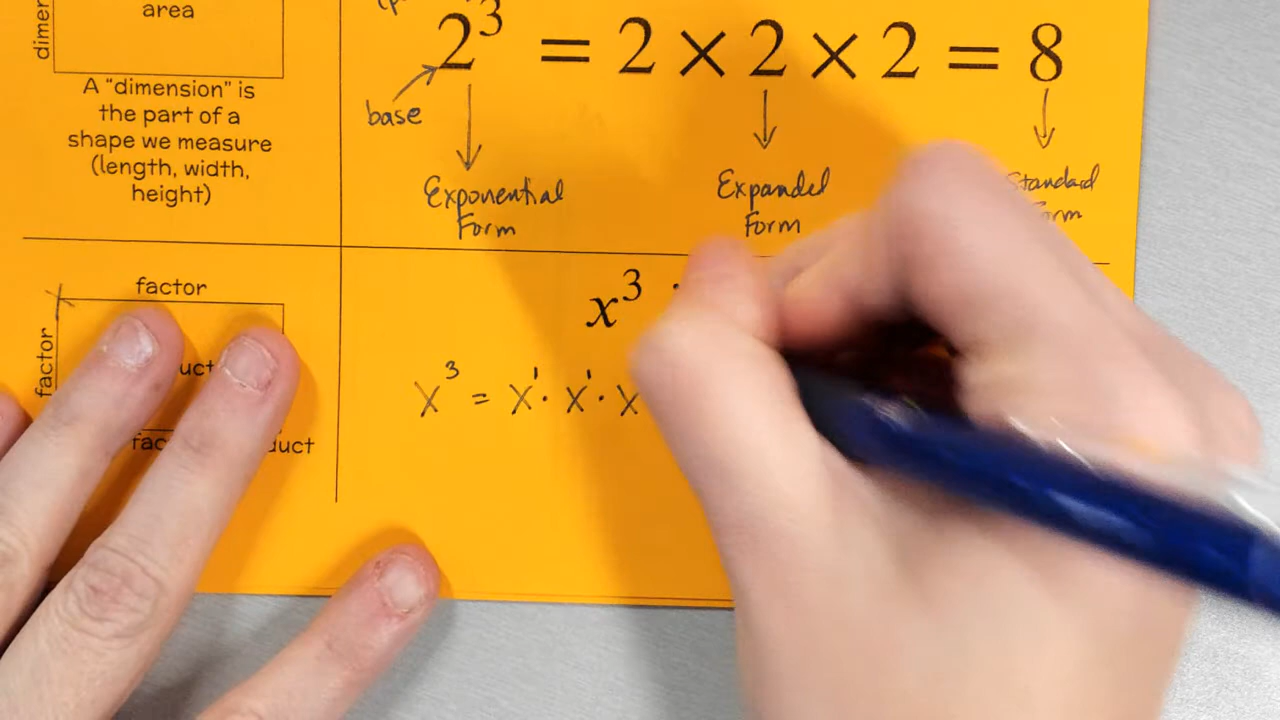 area
dimen
A "dimension" is
the part of a
shape we measure
(length, width,
height)
2³ = 2 × 2 × 2 = 8
base
Exponential
Form
Expanded
Form
Standard
factor
factor
x³
x³ = x¹ · x¹ · x